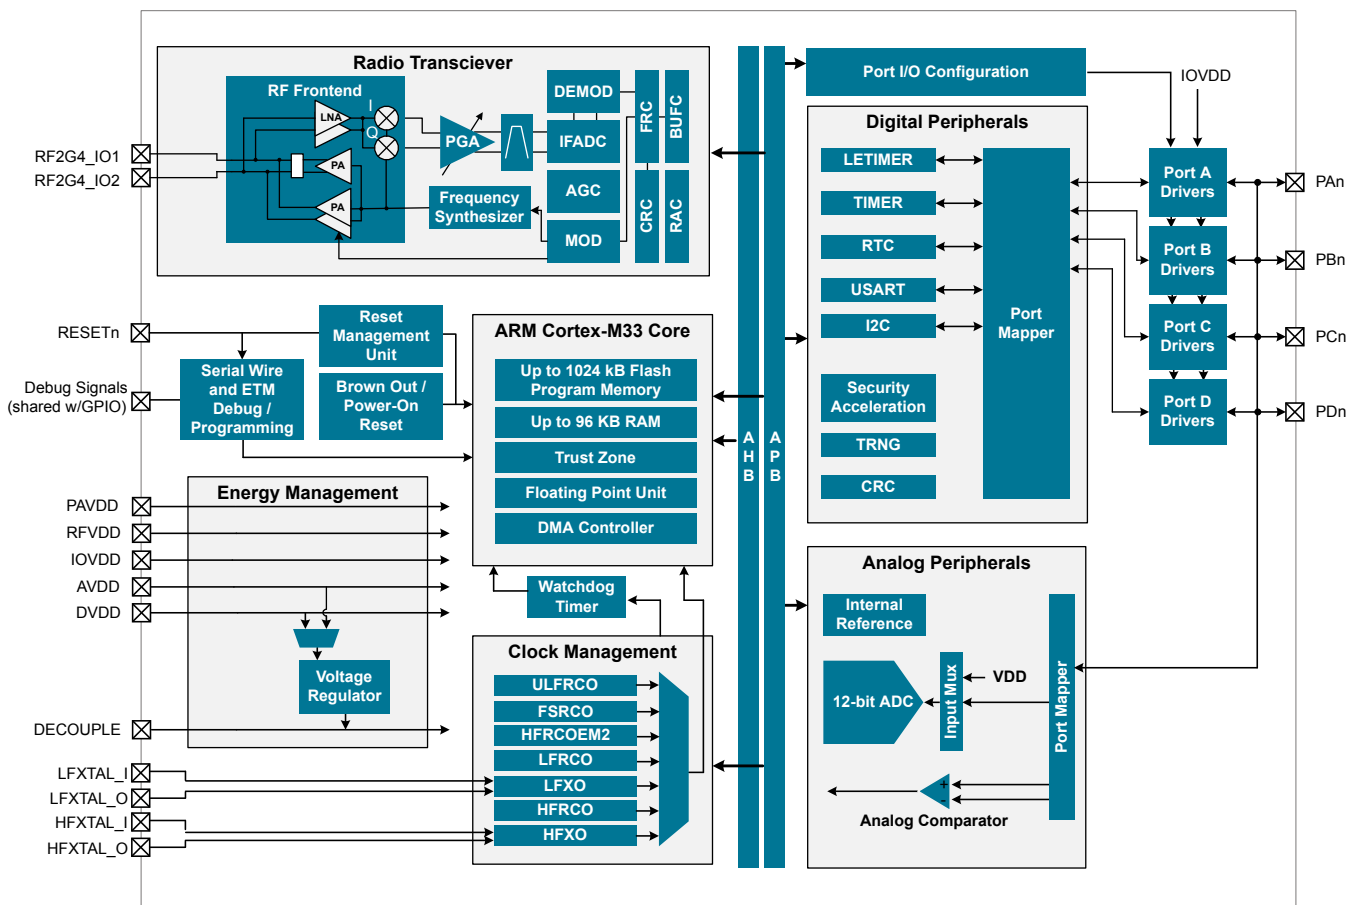 Radio Transciever
RF Frontend
LNA
I
Q
PA
PA
PGA
DEMOD
IFADC
AGC
MOD
Frequency
Synthesizer
FRC
BUFC
CRC
RAC
RF2G4_IO1
RF2G4_IO2
RESETn
Debug Signals
(shared w/GPIO)
PAVDD
RFVDD
IOVDD
AVDD
DVDD
DECOUPLE
LFXTAL_I
LFXTAL_O
HFXTAL_I
HFXTAL_O
Reset
Management
Unit
Serial Wire
and ETM
Debug /
Programming
Brown Out /
Power-On
Reset
Energy Management
Voltage
Regulator
ARM Cortex-M33 Core
Up to 1024 kB Flash
Program Memory
Up to 96 KB RAM
Trust Zone
Floating Point Unit
DMA Controller
Watchdog
Timer
Clock Management
ULFRCO
FSRCO
HFRCOEM2
LFRCO
LFXO
HFRCO
HFXO
A
H
B
A
P
B
Port I/O Configuration
IOVDD
Digital Peripherals
LETIMER
TIMER
RTC
USART
I2C
Security
Acceleration
TRNG
CRC
Port
Mapper
Port A
Drivers
Port B
Drivers
Port C
Drivers
Port D
Drivers
PAn
PBn
PCn
PDn
Analog Peripherals
Internal
Reference
12-bit ADC
Input Mux
VDD
Port Mapper
+
-
Analog Comparator